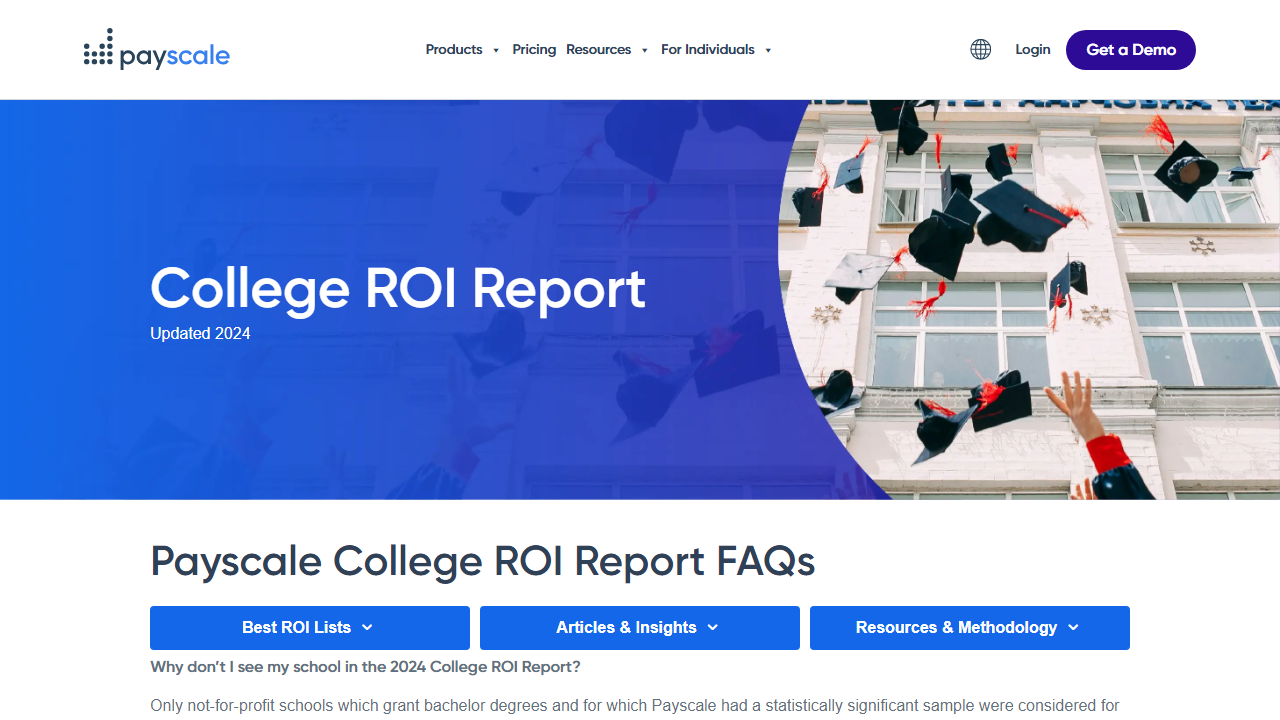 payscale
Products
Pricing
Resources
For Individuals
Login
Get a Demo
College ROI Report
Updated 2024
Payscale College ROI Report FAQs
Best ROI Lists
Articles & Insights
Resources & Methodology
Why don’t I see my school in the 2024 College ROI Report?
Only not-for-profit schools which grant bachelor degrees and for which Payscale had a statistically significant sample were considered for